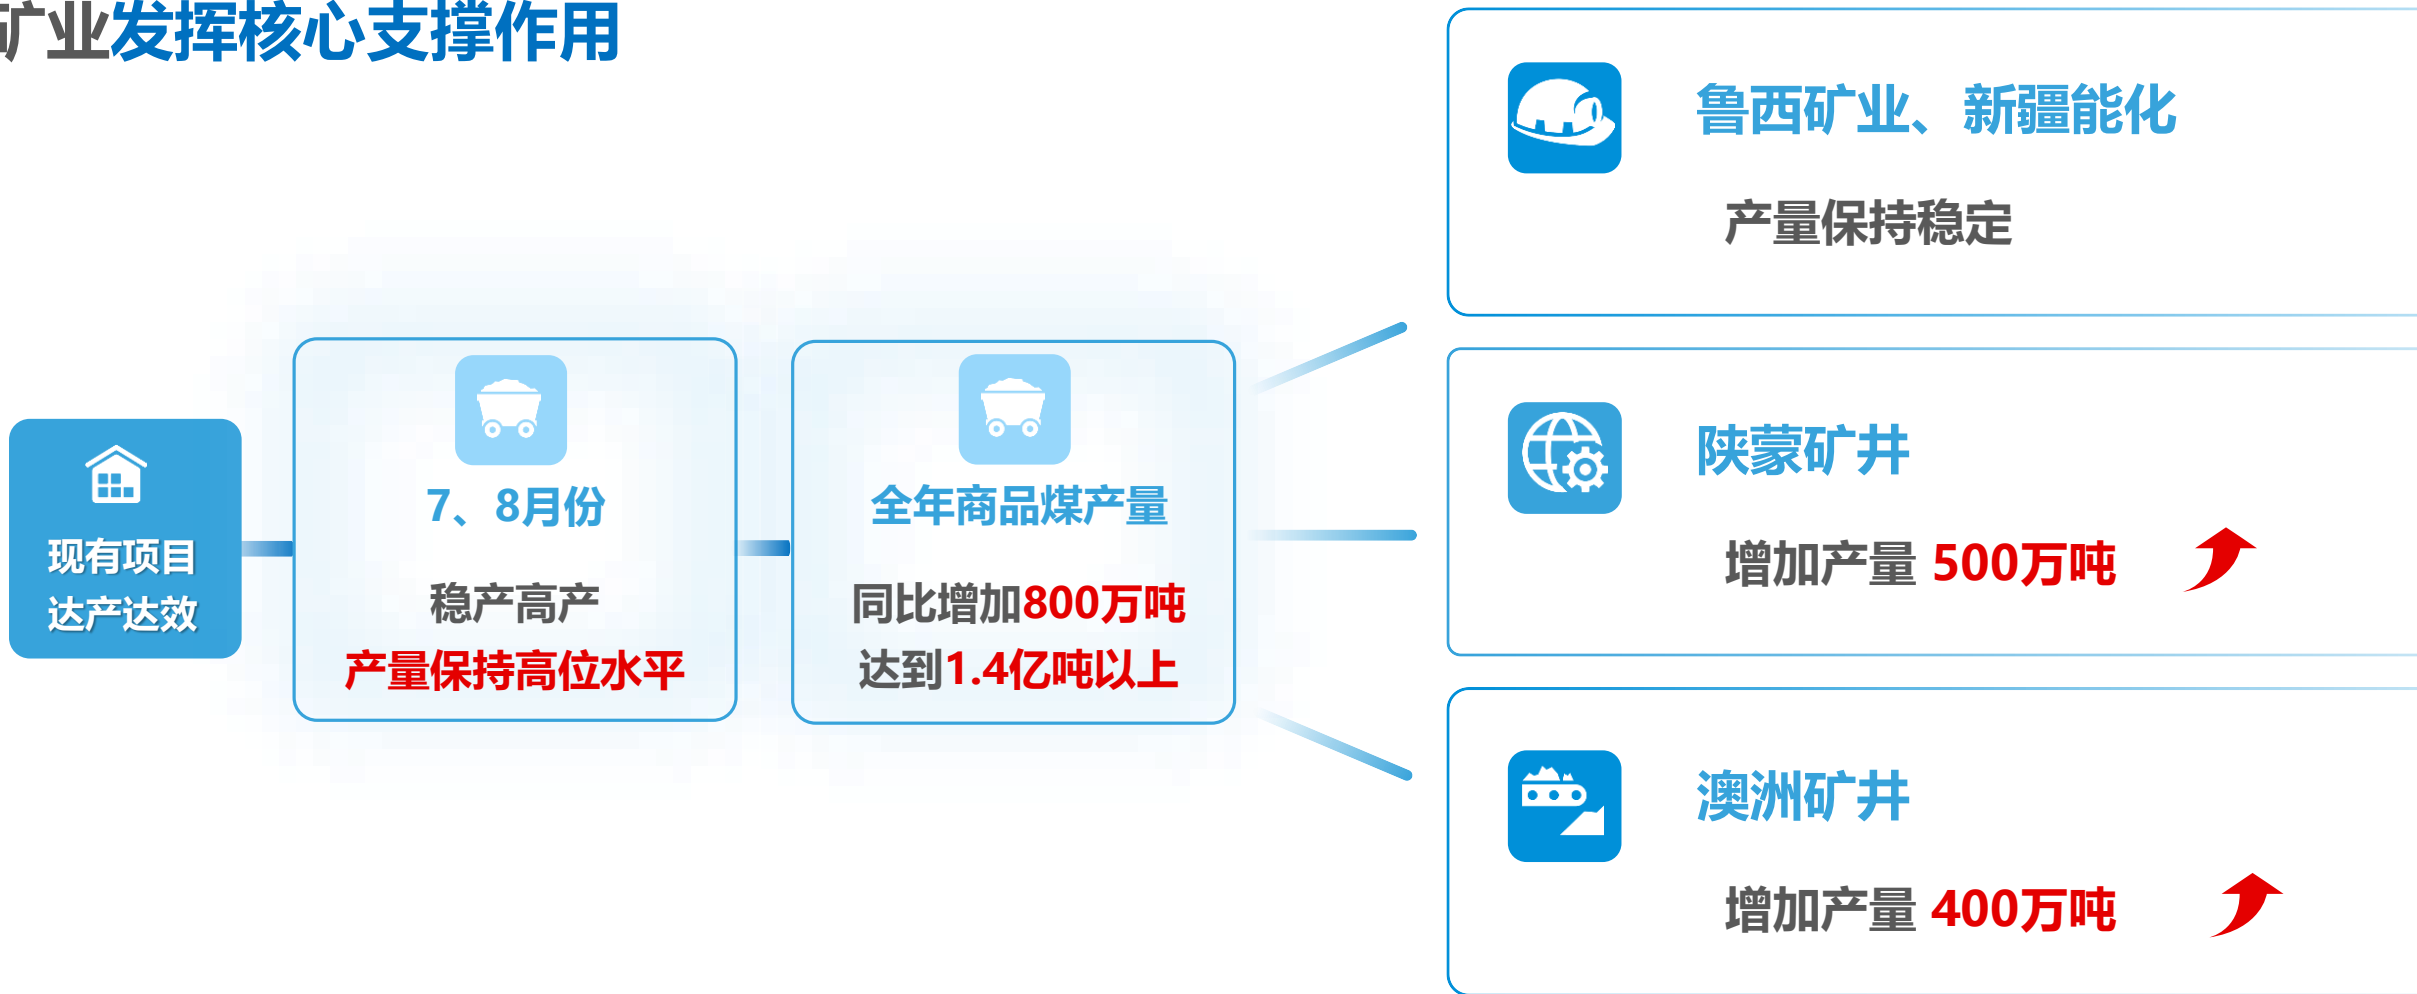 矿业发挥核心支撑作用
现有项目
达产达效
7、8月份
稳产高产
产量保持高位水平
全年商品煤产量
同比增加800万吨
达到1.4亿吨以上
鲁西矿业、新疆能化
产量保持稳定
陕蒙矿井
增加产量 500万吨
澳洲矿井
增加产量 400万吨